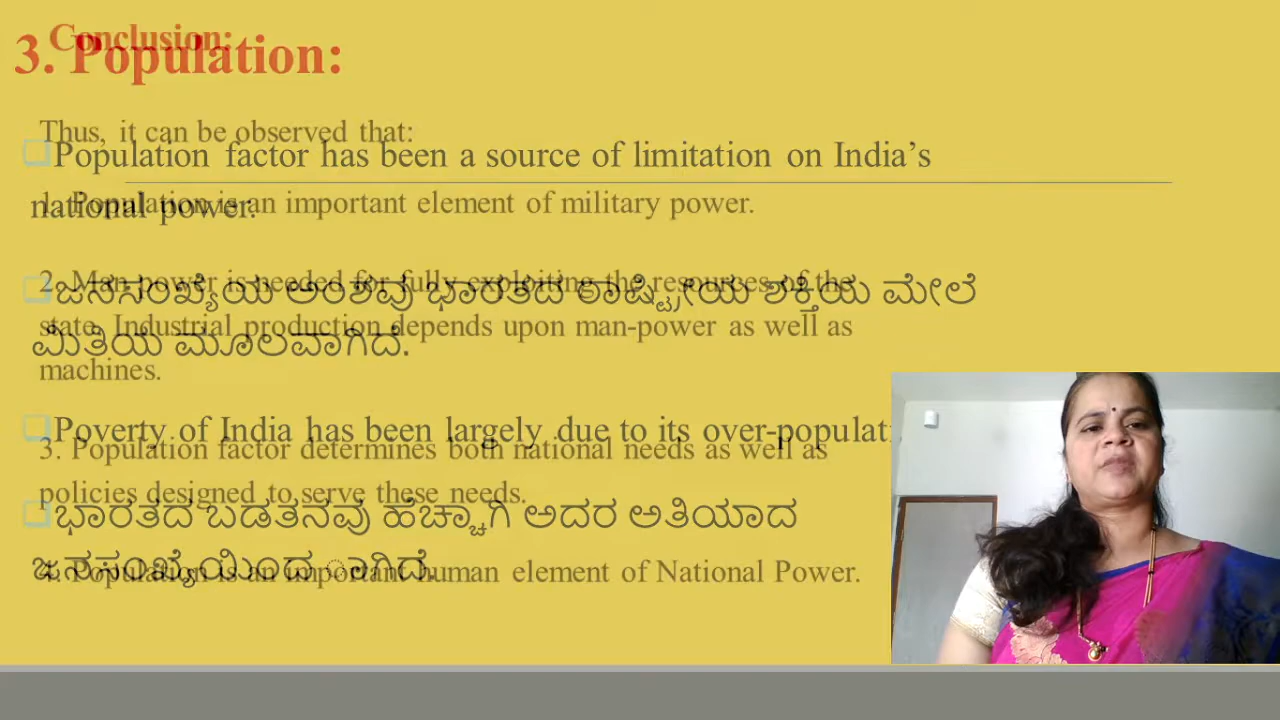 3. Population:
❑Population factor has been a source of limitation on India’s
national power.
❑ಜನಸಂಖ್ಯೆಯ ಅಂಶವು ಭಾರತದ ರಾಷ್ಟ್ರೀಯ ಶಕ್ತಿಯ ಮೇಲೆ
ಮಿತಿಯ ಮೂಲವಾಗಿದೆ.
❑Poverty of India has been largely due to its
❑ಭಾರತದ ಬಡತನವು ಹೆಚ್ಚಾಗಿ ಅದರ ಅತಿಯಾದ
ಜನಸಂಖ್ಯೆಯಿಂದ ಾಗಿದೆ.
Conclusion:
Thus, it can be observed that:
1. Population is an important element of military power.
2. Man power is needed for fully exploiting the resources of the
state. Industrial production depends upon man-power as well as
machines.
3. Population factor determines both national needs as well as
policies designed to serve these needs.
4. Population is an important human element of National Power.